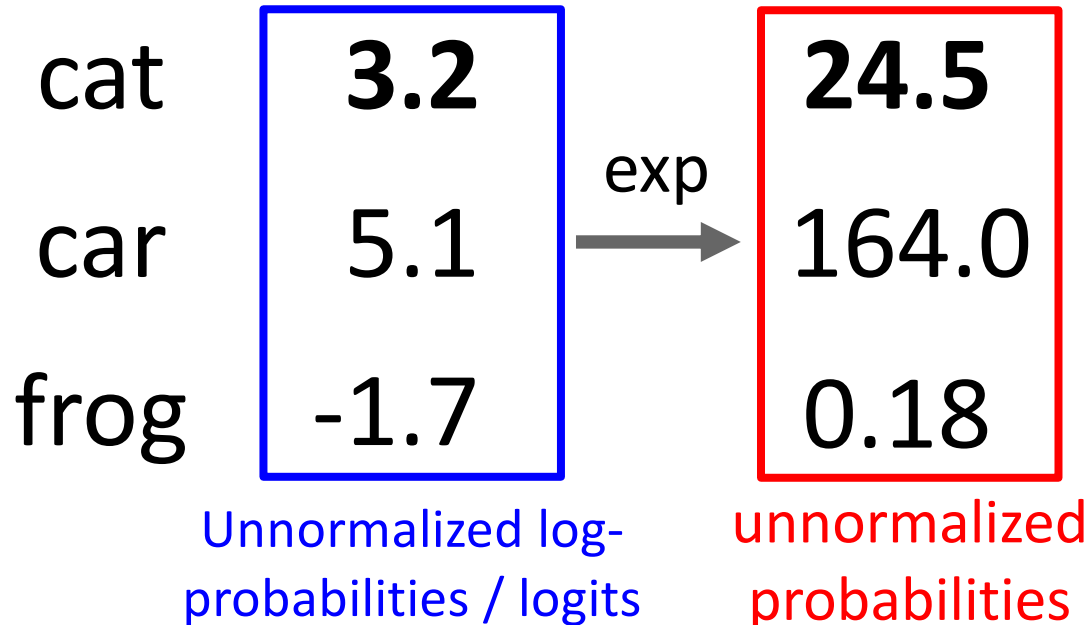 cat 3.2 24.5
exp
car 5.1 164.0
frog -1.7 0.18
Unnormalized log-
probabilities / logits
unnormalized
probabilities